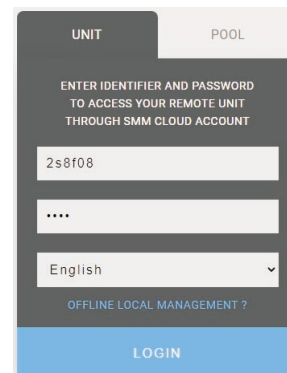 UNIT
POOL
ENTER IDENTIFIER AND PASSWORD
TO ACCESS YOUR REMOTE UNIT
THROUGH SMM CLOUD ACCOUNT
2s8f08
••••
English
OFFLINE LOCAL MANAGEMENT ?
LOGIN